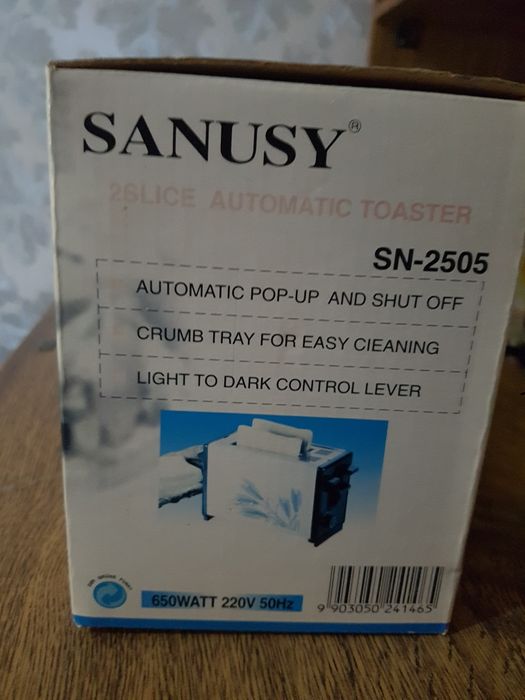 SANUSY®
2SLICE AUTOMATIC TOASTER
SN-2505
AUTOMATIC POP-UP AND SHUT OFF
CRUMB TRAY FOR EASY CLEANING
LIGHT TO DARK CONTROL LEVER
650WATT 220V 50Hz
9 903050 241465